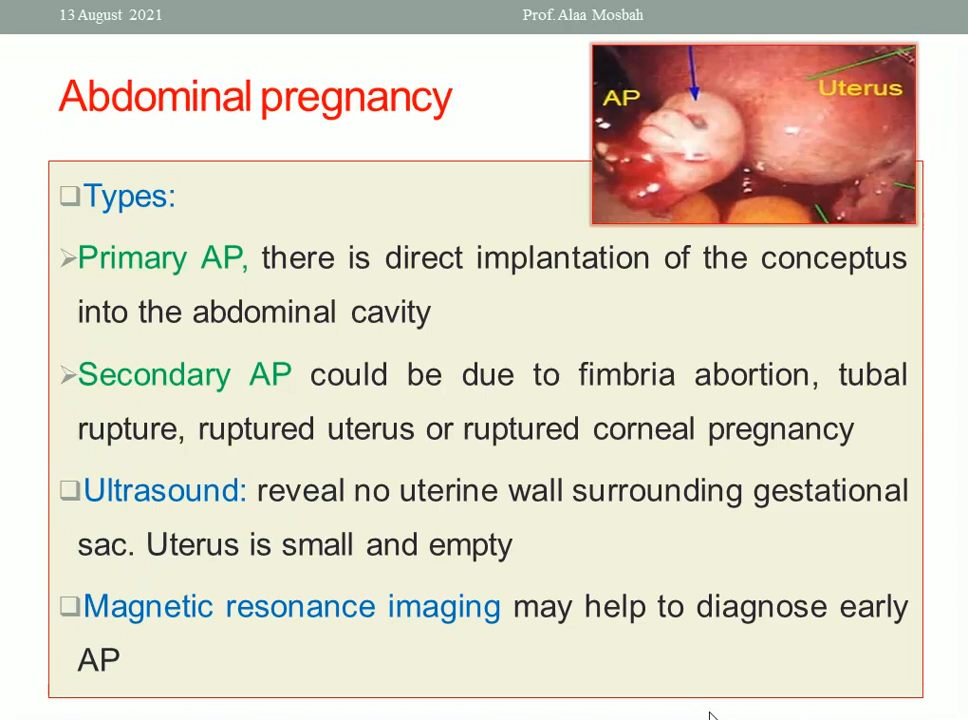 13 August 2021
Prof. Alaa Mosbah
Abdominal pregnancy
AP
Uterus
Types:
Primary AP, there is direct implantation of the conceptus
into the abdominal cavity
Secondary AP could be due to fimbria abortion, tubal
rupture, ruptured uterus or ruptured corneal pregnancy
Ultrasound: reveal no uterine wall surrounding gestational
sac. Uterus is small and empty
Magnetic resonance imaging may help to diagnose early
AP